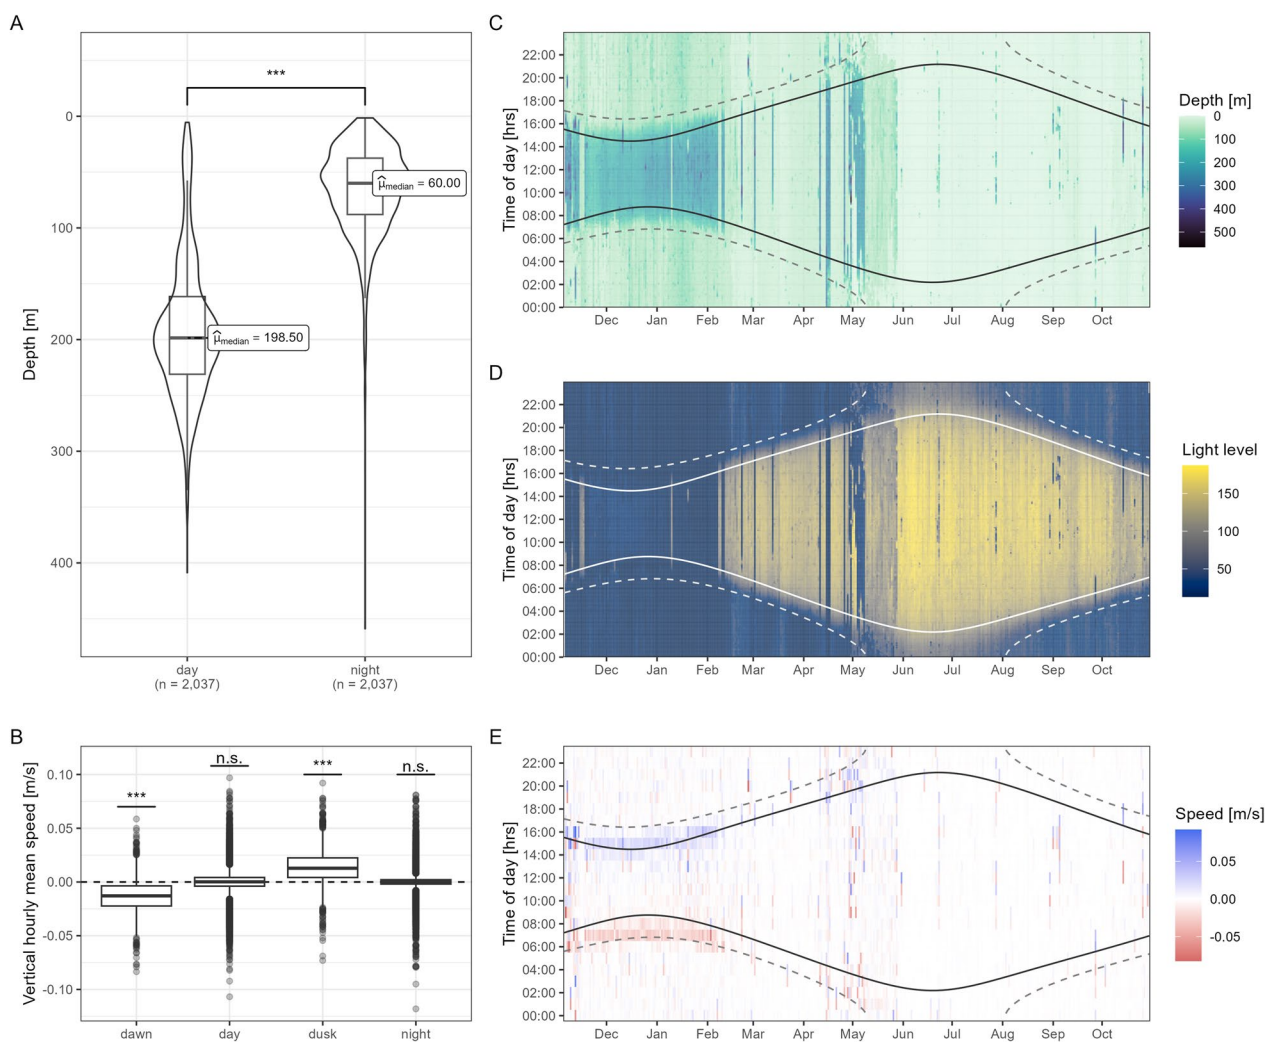 A
***
0
100
200
300
400
Depth [m]
μ̂median = 60.00
μ̂median = 198.50
day
(n = 2,037)
night
(n = 2,037)
B
n.s.
n.s.
***
***
0.10
0.05
0.00
-0.05
-0.10
Vertical hourly mean speed [m/s]
dawn day dusk night
C
22:00
20:00
18:00
16:00
14:00
12:00
10:00
08:00
06:00
04:00
02:00
00:00
Time of day [hrs]
Dec Jan Feb Mar Apr May Jun Jul Aug Sep Oct
Depth [m]
0
100
200
300
400
500
D
22:00
20:00
18:00
16:00
14:00
12:00
10:00
08:00
06:00
04:00
02:00
00:00
Time of day [hrs]
Dec Jan Feb Mar Apr May Jun Jul Aug Sep Oct
Light level
150
100
50
E
22:00
20:00
18:00
16:00
14:00
12:00
10:00
08:00
06:00
04:00
02:00
00:00
Time of day [hrs]
Dec Jan Feb Mar Apr May Jun Jul Aug Sep Oct
Speed [m/s]
0.05
0.00
-0.05